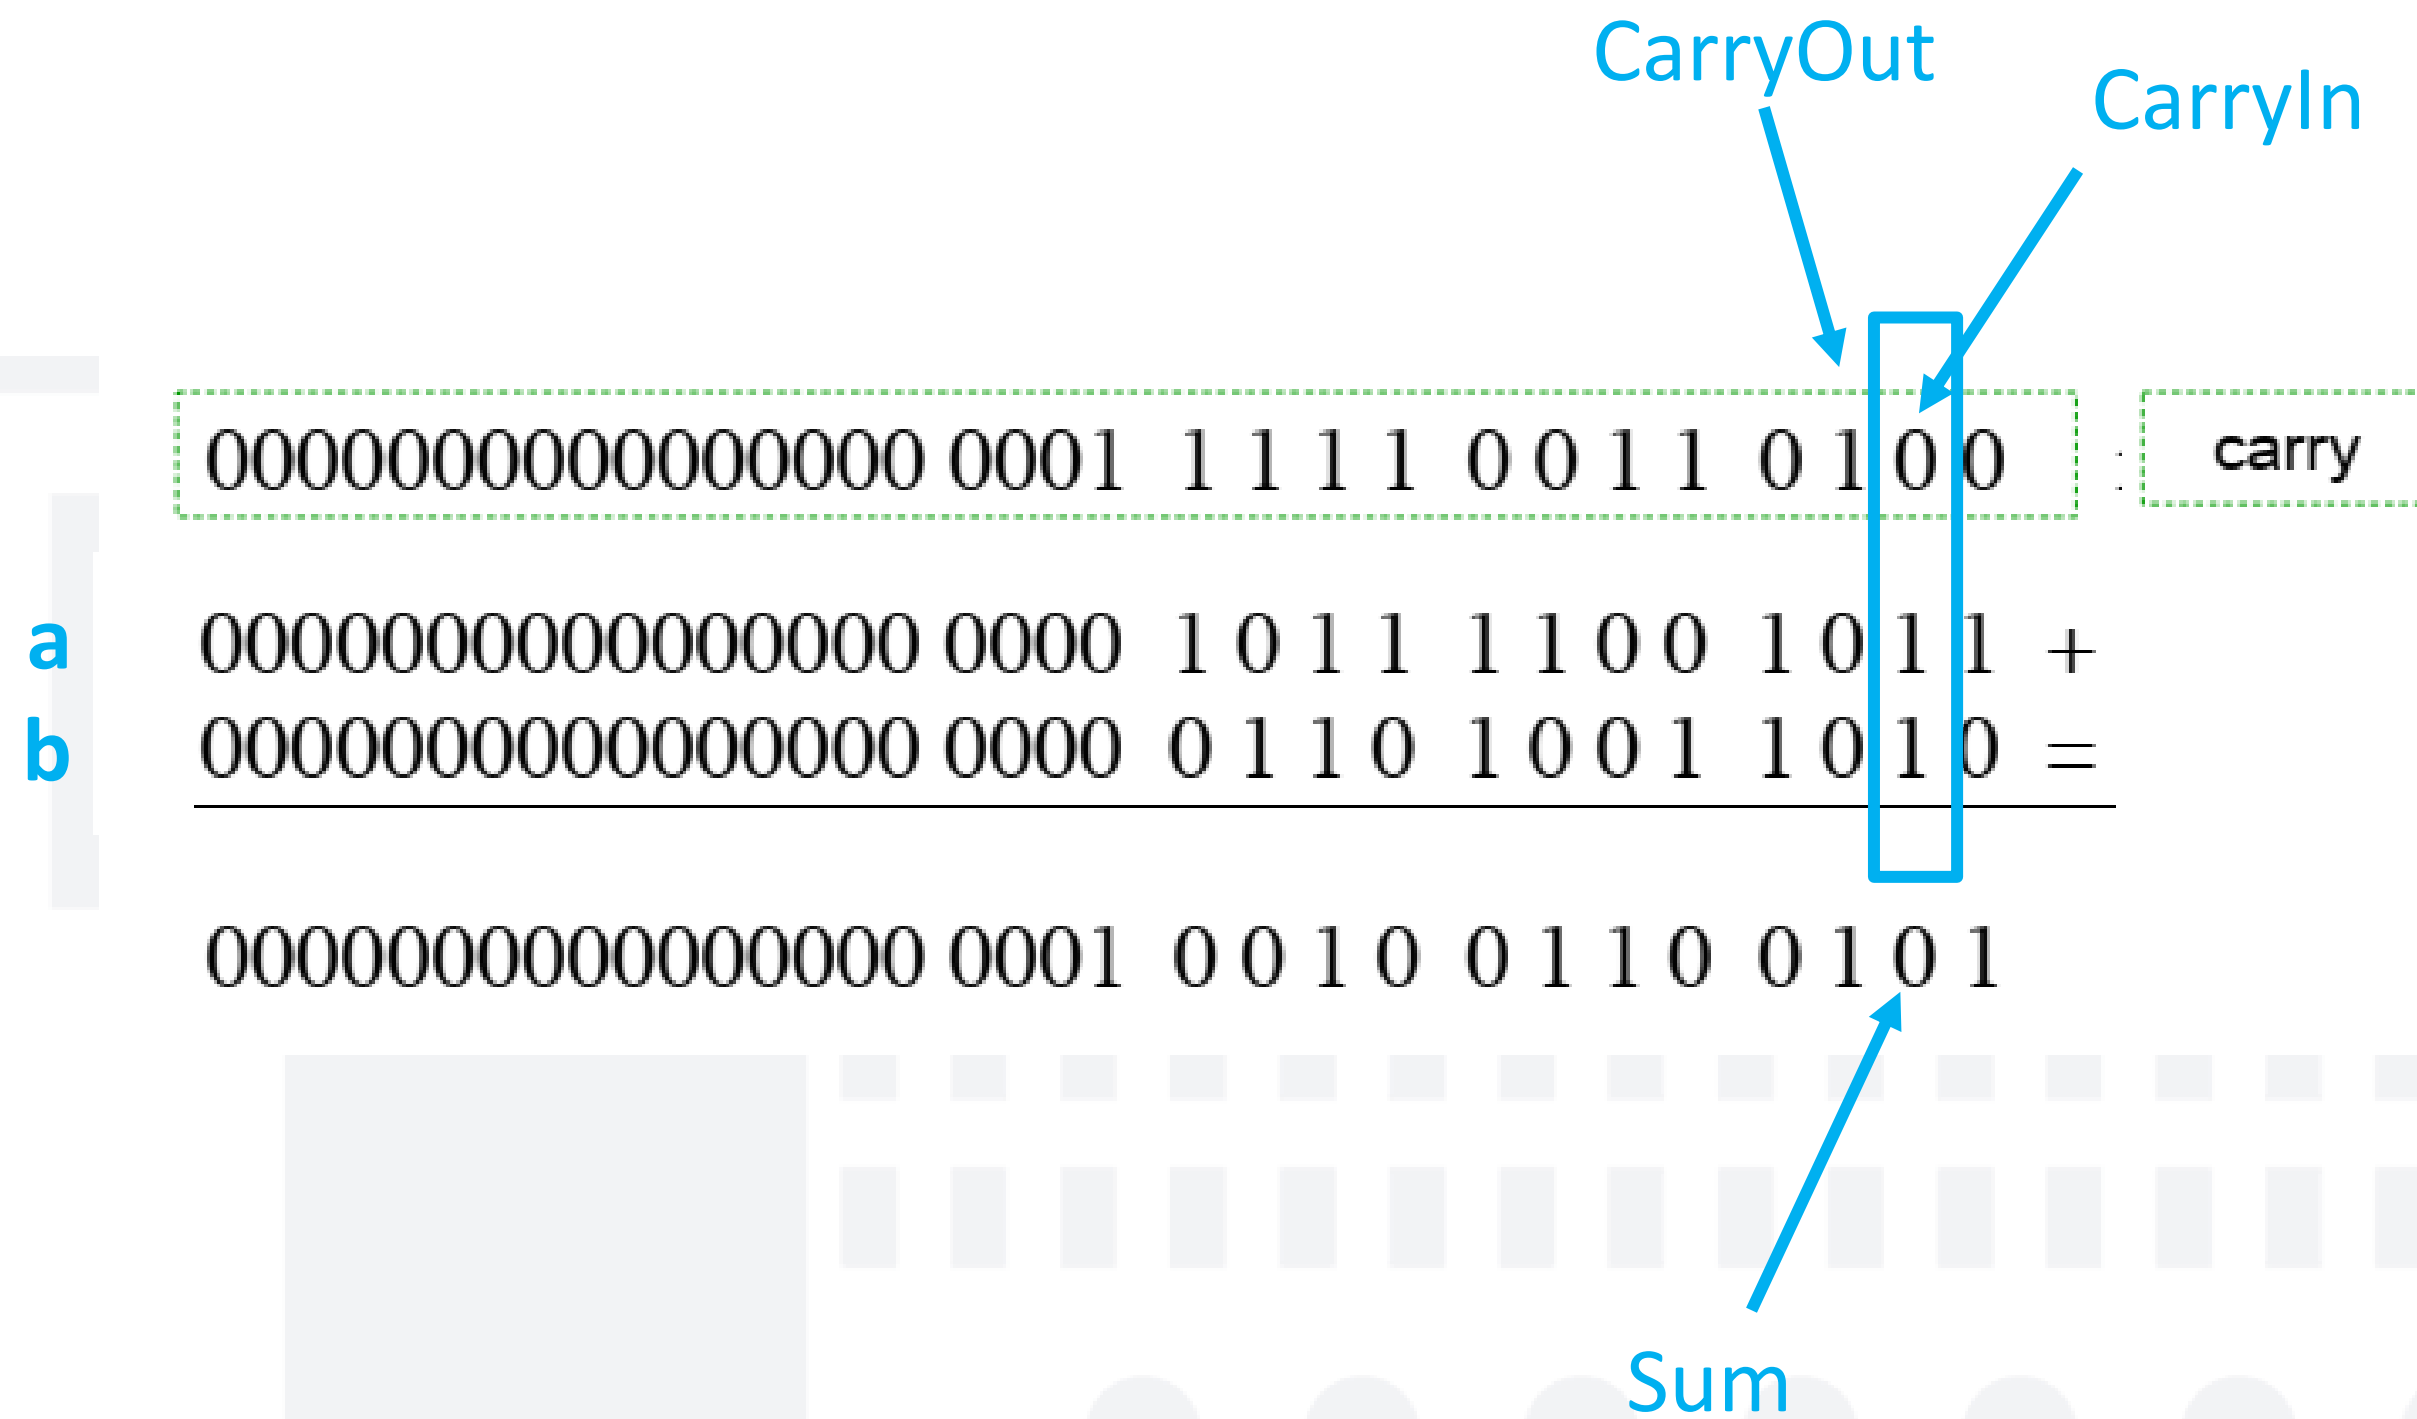 CarryOut
CarryIn
0000000000000000 0001 1 1 1 1 0 0 1 1 0 1 0 0 : carry
a 0000000000000000 0000 1 0 1 1 1 1 0 0 1 0 1 1 +
b 0000000000000000 0000 0 1 1 0 1 0 0 1 1 0 1 0 =
0000000000000000 0001 0 0 1 0 0 1 1 0 0 1 0 1
Sum